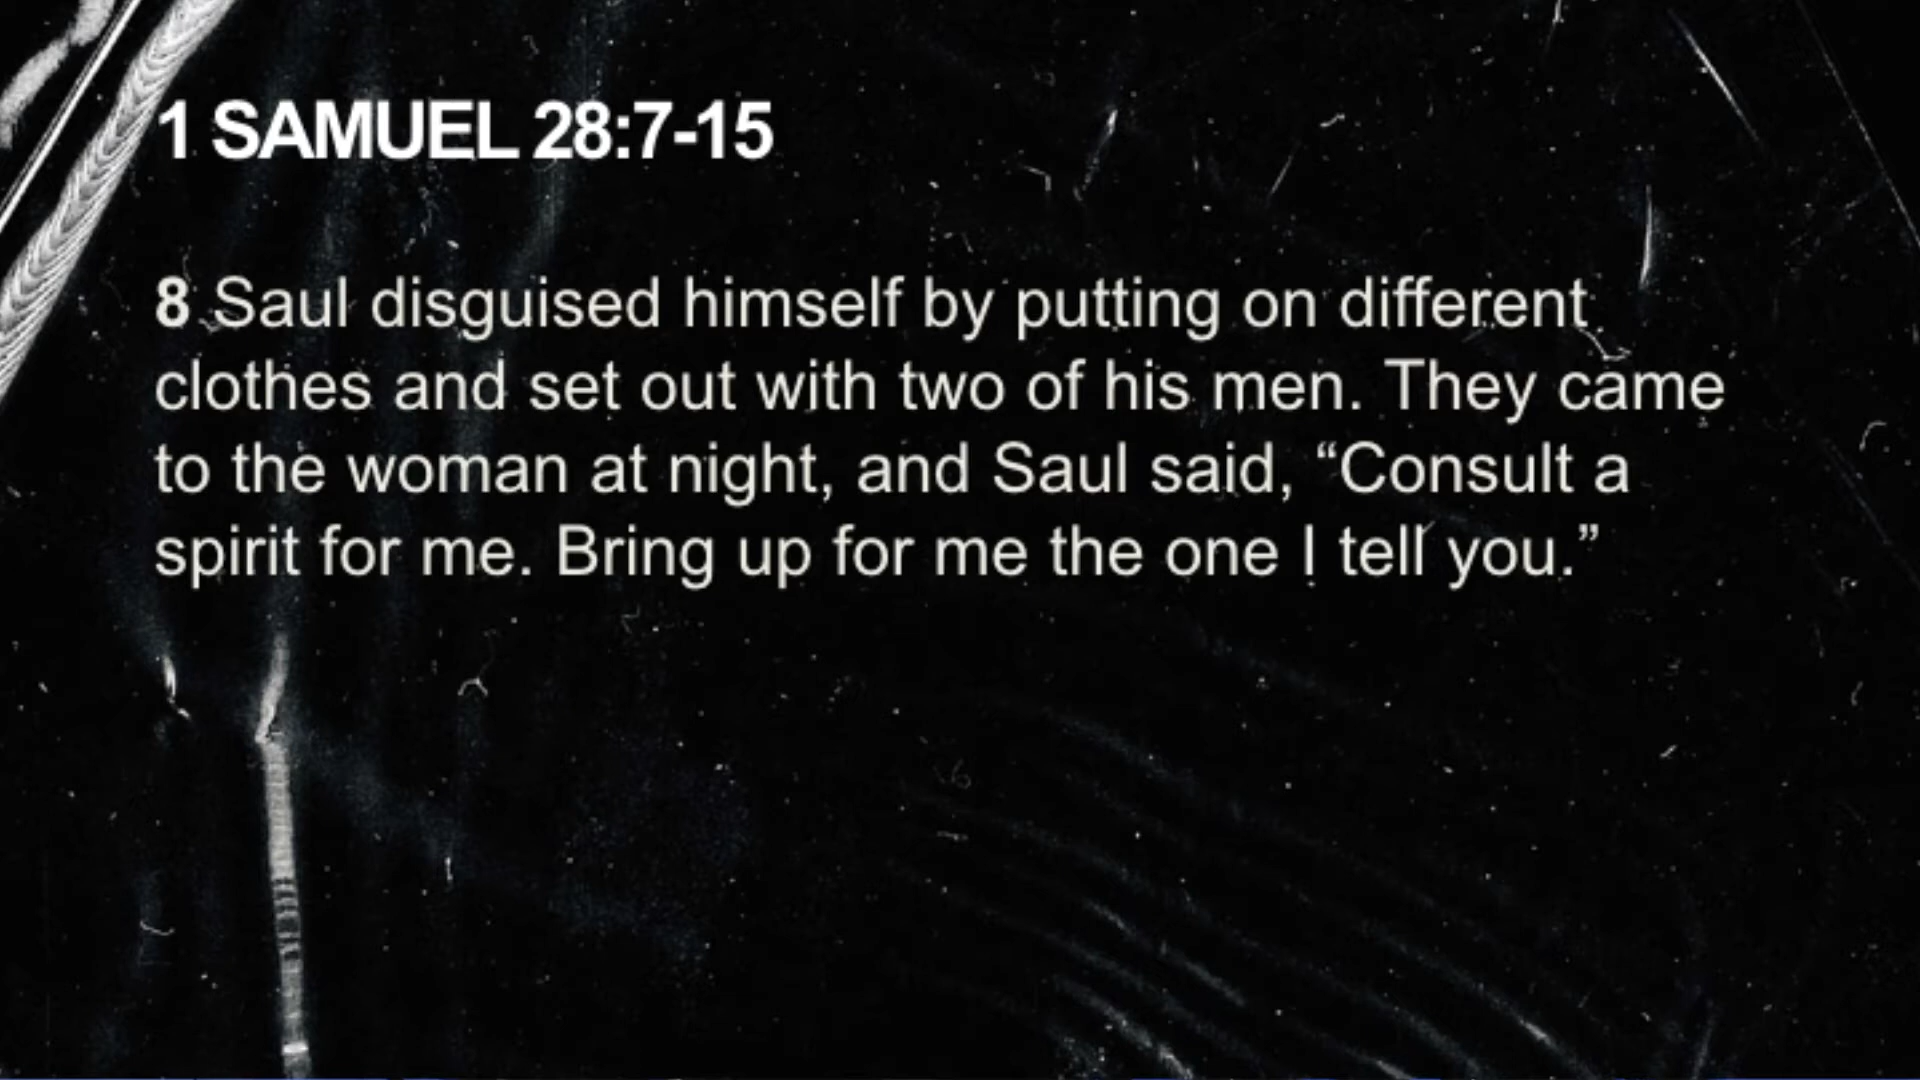 1 SAMUEL 28:7-15
8 Saul disguised himself by putting on different
clothes and set out with two of his men. They came
to the woman at night, and Saul said, “Consult a
spirit for me. Bring up for me the one I tell you.”